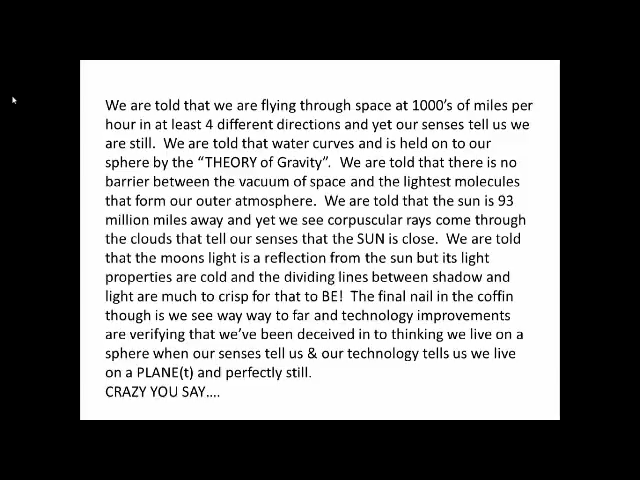 We are told that we are flying through space at 1000's of miles per
hour in at least 4 different directions and yet our senses tell us we
are still.  We are told that water curves and is held on to our
sphere by the “THEORY of Gravity”.  We are told that there is no
barrier between the vacuum of space and the lightest molecules
that form our outer atmosphere.  We are told that the sun is 93
million miles away and yet we see corpuscular rays come through
the clouds that tell our senses that the SUN is close.  We are told
that the moons light is a reflection from the sun but its light
properties are cold and the dividing lines between shadow and
light are much to crisp for that to BE!  The final nail in the coffin
though is we see way way to far and technology improvements
are verifying that we've been deceived in to thinking we live on a
sphere when our senses tell us & our technology tells us we live
on a PLANE(t) and perfectly still.
CRAZY YOU SAY....